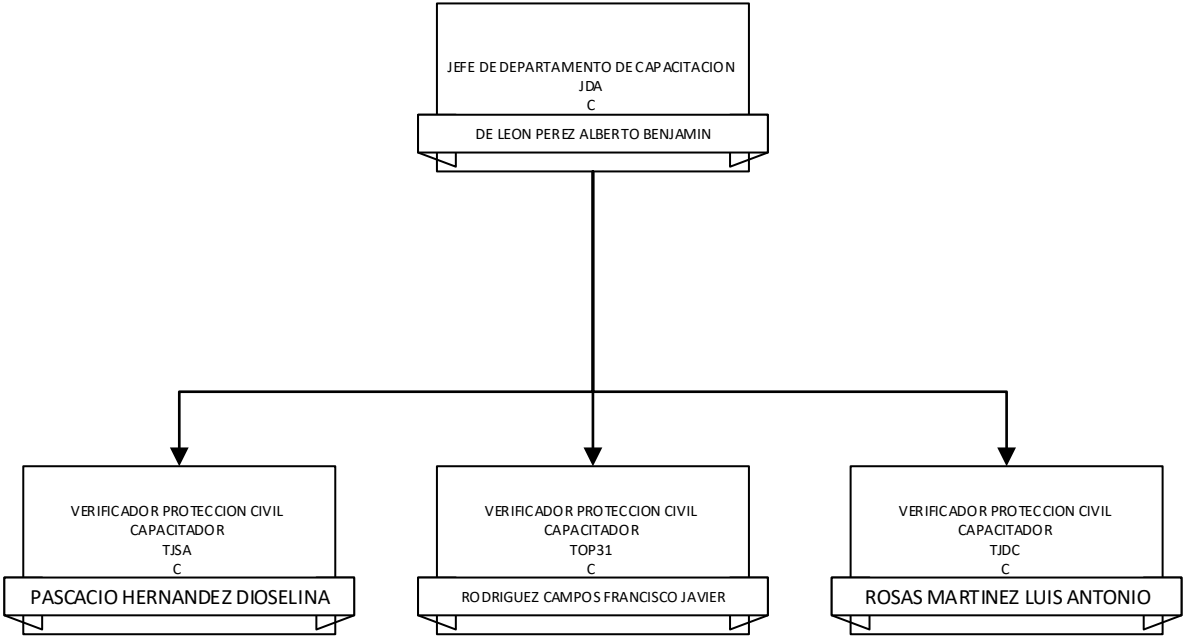 JEFE DE DEPARTAMENTO DE CAPACITACION
JDA
C
DE LEON PEREZ ALBERTO BENJAMIN
VERIFICADOR PROTECCION CIVIL
CAPACITADOR
TJSA
C
PASCACIO HERNANDEZ DIOSELINA
VERIFICADOR PROTECCION CIVIL
CAPACITADOR
TOP31
C
RODRIGUEZ CAMPOS FRANCISCO JAVIER
VERIFICADOR PROTECCION CIVIL
CAPACITADOR
TJDC
C
ROSAS MARTINEZ LUIS ANTONIO